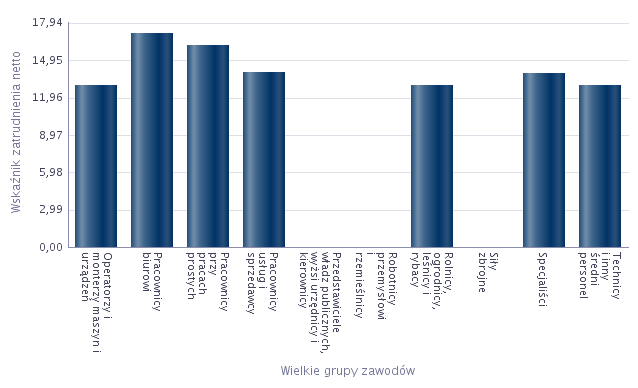 17,94
14,95
11,96
8,97
5,98
2,99
0,00
Wskaźnik zatrudnienia netto
Operatorzy i
monterzy maszyn i
urządzeń
Pracownicy
biurowi
Pracownicy
przy
pracach
prostych
Pracownicy
usług i
sprzedawcy
Przedstawiciele
władz publicznych,
wyżsi urzędnicy i
kierownicy
Robotnicy
przemysłowi
i
rzemieślnicy
Rolnicy,
ogrodnicy,
leśnicy i
rybacy
Siły
zbrojne
Specjaliści
Technicy
i inny
średni
personel
Wielkie grupy zawodów